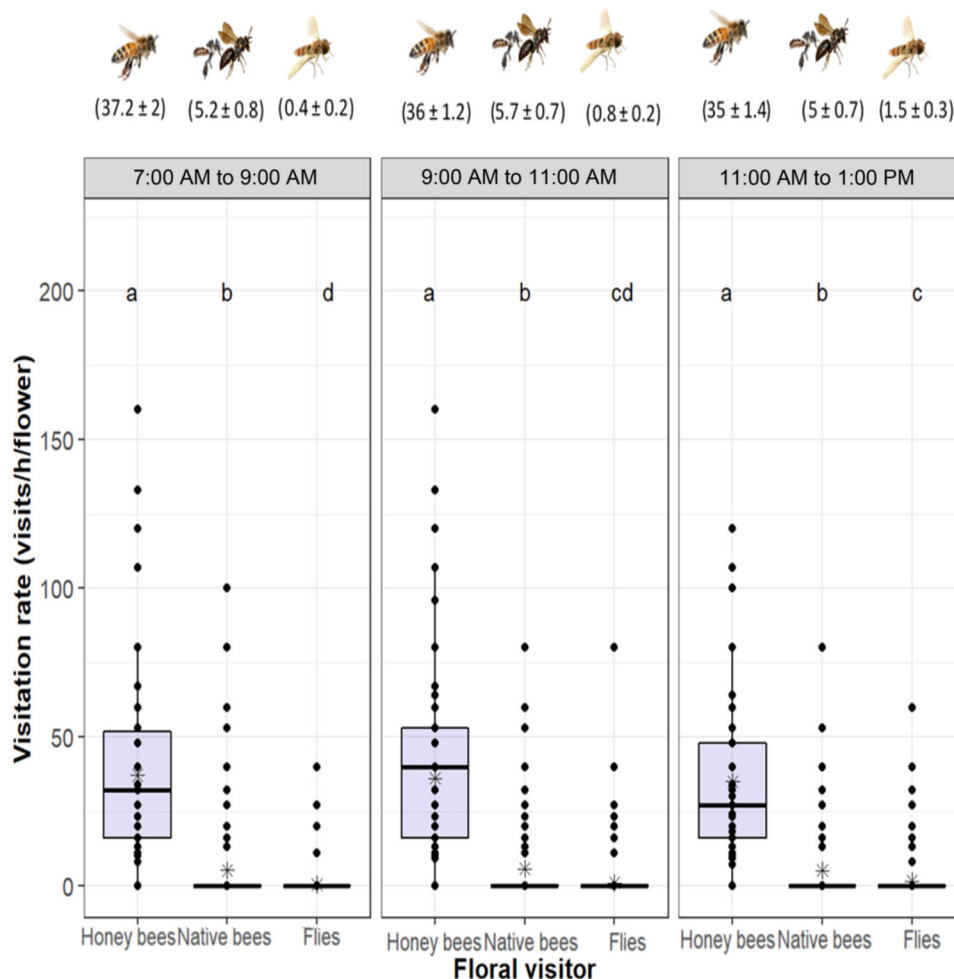 (37.2 ± 2) (5.2 ± 0.8) (0.4 ± 0.2) (36 ± 1.2) (5.7 ± 0.7) (0.8 ± 0.2) (35 ± 1.4) (5 ± 0.7) (1.5 ± 0.3)
7:00 AM to 9:00 AM 9:00 AM to 11:00 AM 11:00 AM to 1:00 PM
Visitation rate (visits/h/flower)
200 a b d a b cd a b c
150
100
50
0
Honey bees Native bees Flies Honey bees Native bees Flies Honey bees Native bees Flies
Floral visitor